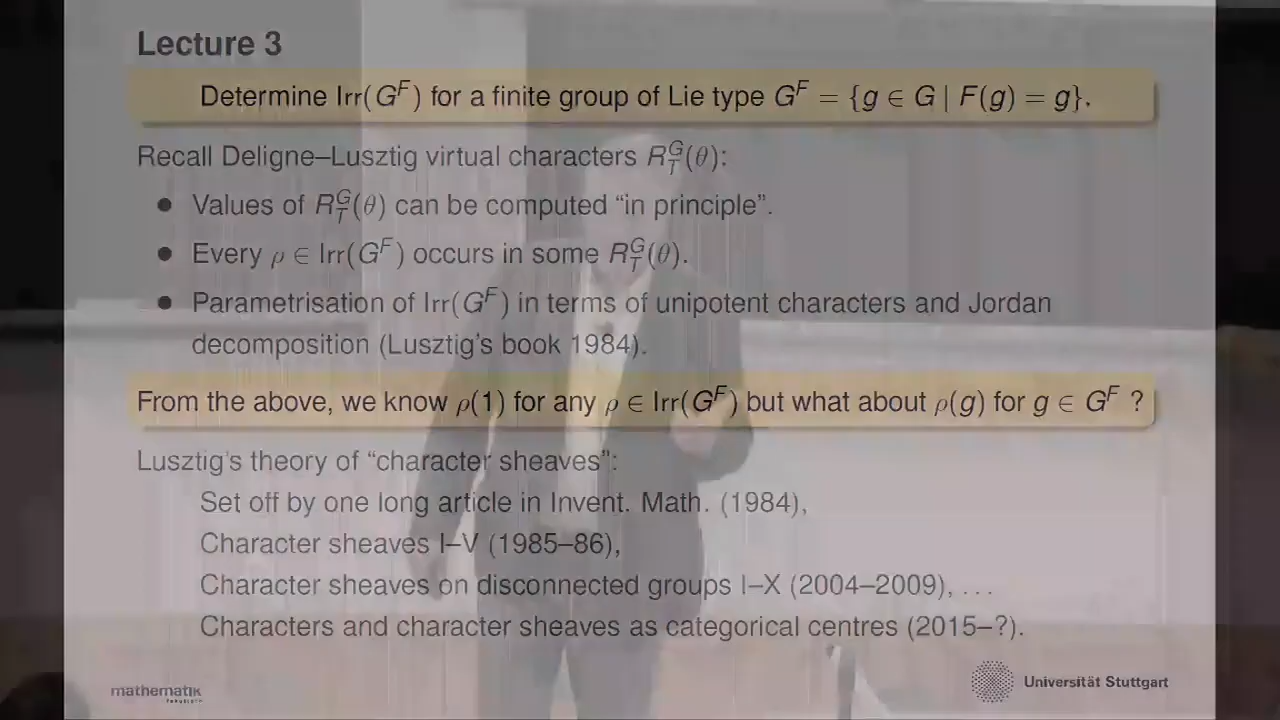 Lecture 3
Determine Irr(G^F) for a finite group of Lie type G^F = {g ∈ G | F(g) = g}.
Recall Deligne–Lusztig virtual characters R_T^G(θ):
● Values of R_T^G(θ) can be computed “in principle”.
● Every ρ ∈ Irr(G^F) occurs in some R_T^G(θ).
● Parametrisation of Irr(G^F) in terms of unipotent characters and Jordan
decomposition (Lusztig's book 1984).
From the above, we know ρ(1) for any ρ ∈ Irr(G^F) but what about ρ(g) for g ∈ G^F ?
Lusztig's theory of “character sheaves”:
Set off by one long article in Invent. Math. (1984),
Character sheaves I–V (1985–86),
Character sheaves on disconnected groups I–X (2004–2009), ...
Characters and character sheaves as categorical centres (2015–?).
mathematik
Universität Stuttgart